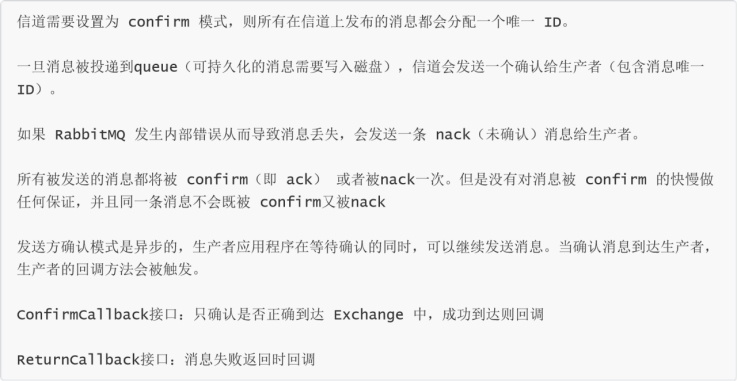 信道需要设置为 confirm 模式，则所有在信道上发布的消息都会分配一个唯一 ID。
一旦消息被投递到queue（可持久化的消息需要写入磁盘），信道会发送一个确认给生产者（包含消息唯一
ID）。
如果 RabbitMQ 发生内部错误从而导致消息丢失，会发送一条 nack（未确认）消息给生产者。
所有被发送的消息都将被 confirm（即 ack） 或者被nack一次。但是没有对消息被 confirm 的快慢做
任何保证，并且同一条消息不会既被 confirm又被nack
发送方确认模式是异步的，生产者应用程序在等待确认的同时，可以继续发送消息。当确认消息到达生产者，
生产者的回调方法会被触发。
ConfirmCallback接口：只确认是否正确到达 Exchange 中，成功到达则回调
ReturnCallback接口：消息失败返回时回调